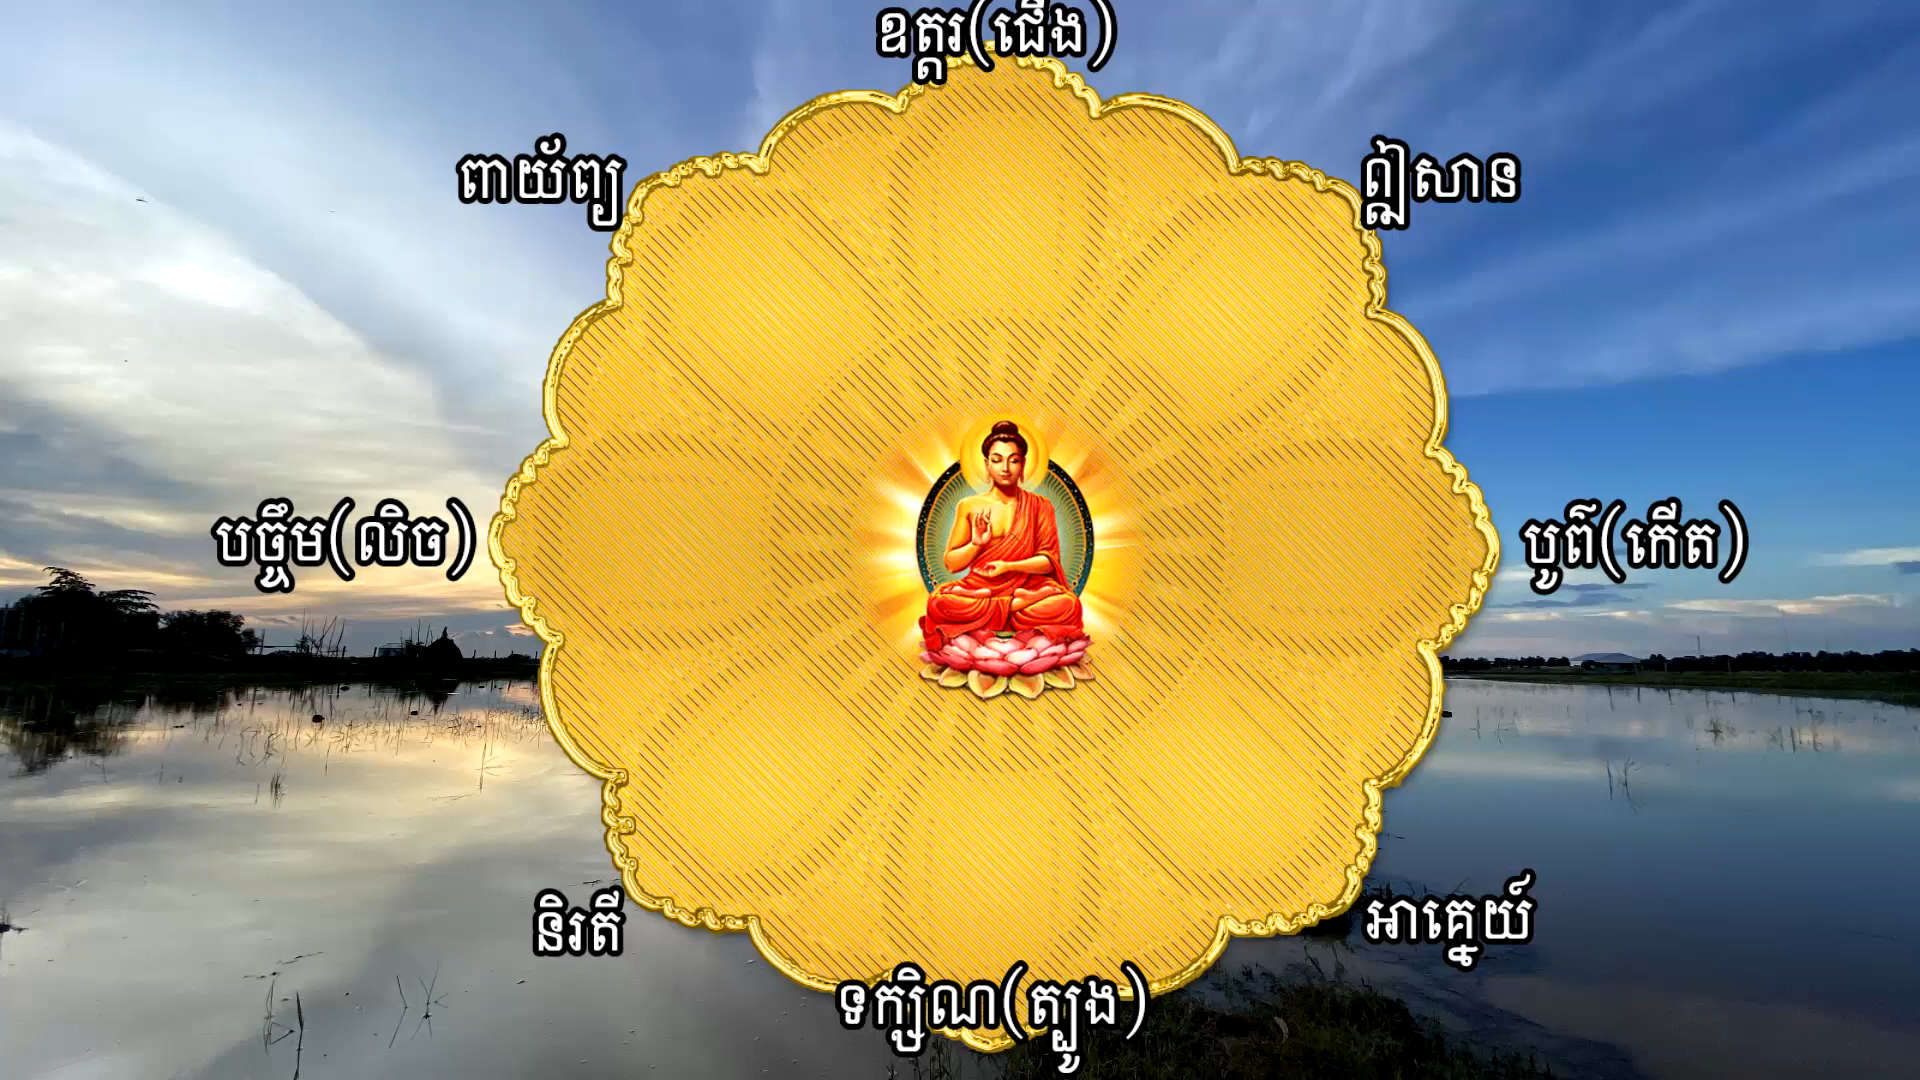 ឧត្តរ(ជើង)
ពាយ័ព្យ
ឦសាន
បច្ចឹម(លិច)
បូព៌(កើត)
និរតី
អាគ្នេយ៍
ទក្សិណ(ត្បូង)